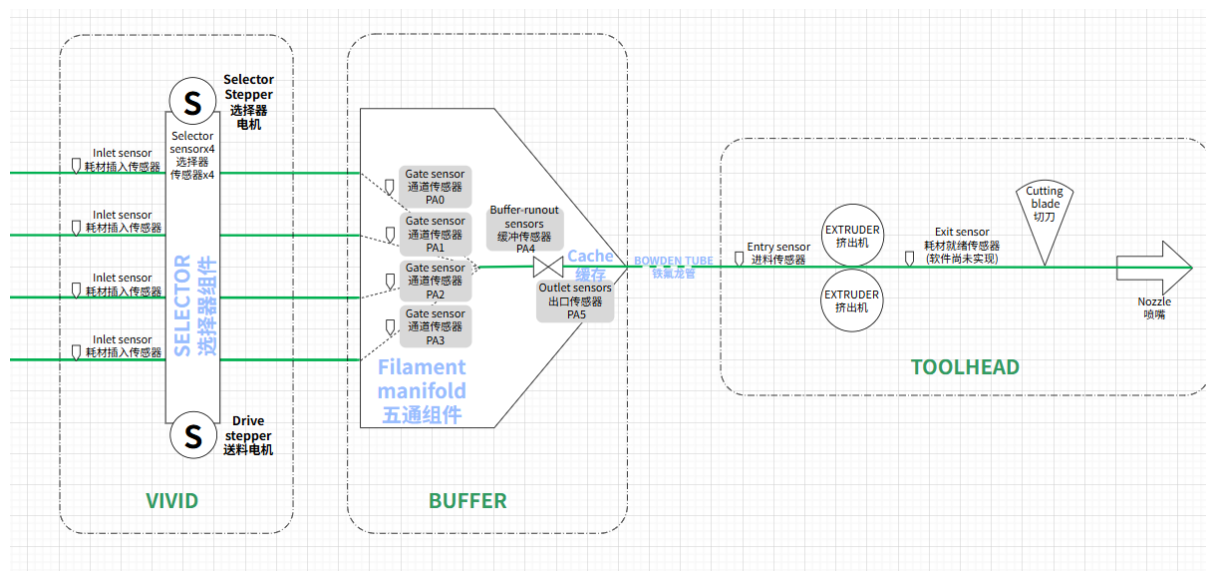 Selector
Stepper
选择器
电机
S
Selector
sensorx4
选择器
传感器x4
Inlet sensor
耗材插入传感器
Inlet sensor
耗材插入传感器
Inlet sensor
耗材插入传感器
Inlet sensor
耗材插入传感器
SELECTOR
选择器组件
S
Drive
stepper
送料电机
VIVID
Gate sensor
通道传感器
PA0
Gate sensor
通道传感器
PA1
Gate sensor
通道传感器
PA2
Gate sensor
通道传感器
PA3
Buffer-runout
sensors
缓冲传感器
PA4
Cache
缓存
Outlet sensors
出口传感器
PA5
Filament
manifold
五通组件
BUFFER
BOWDEN TUBE
铁氟龙管
Entry sensor
进料传感器
EXTRUDER
挤出机
EXTRUDER
挤出机
Exit sensor
耗材就绪传感器
(软件尚未实现)
Cutting
blade
切刀
Nozzle
喷嘴
TOOLHEAD